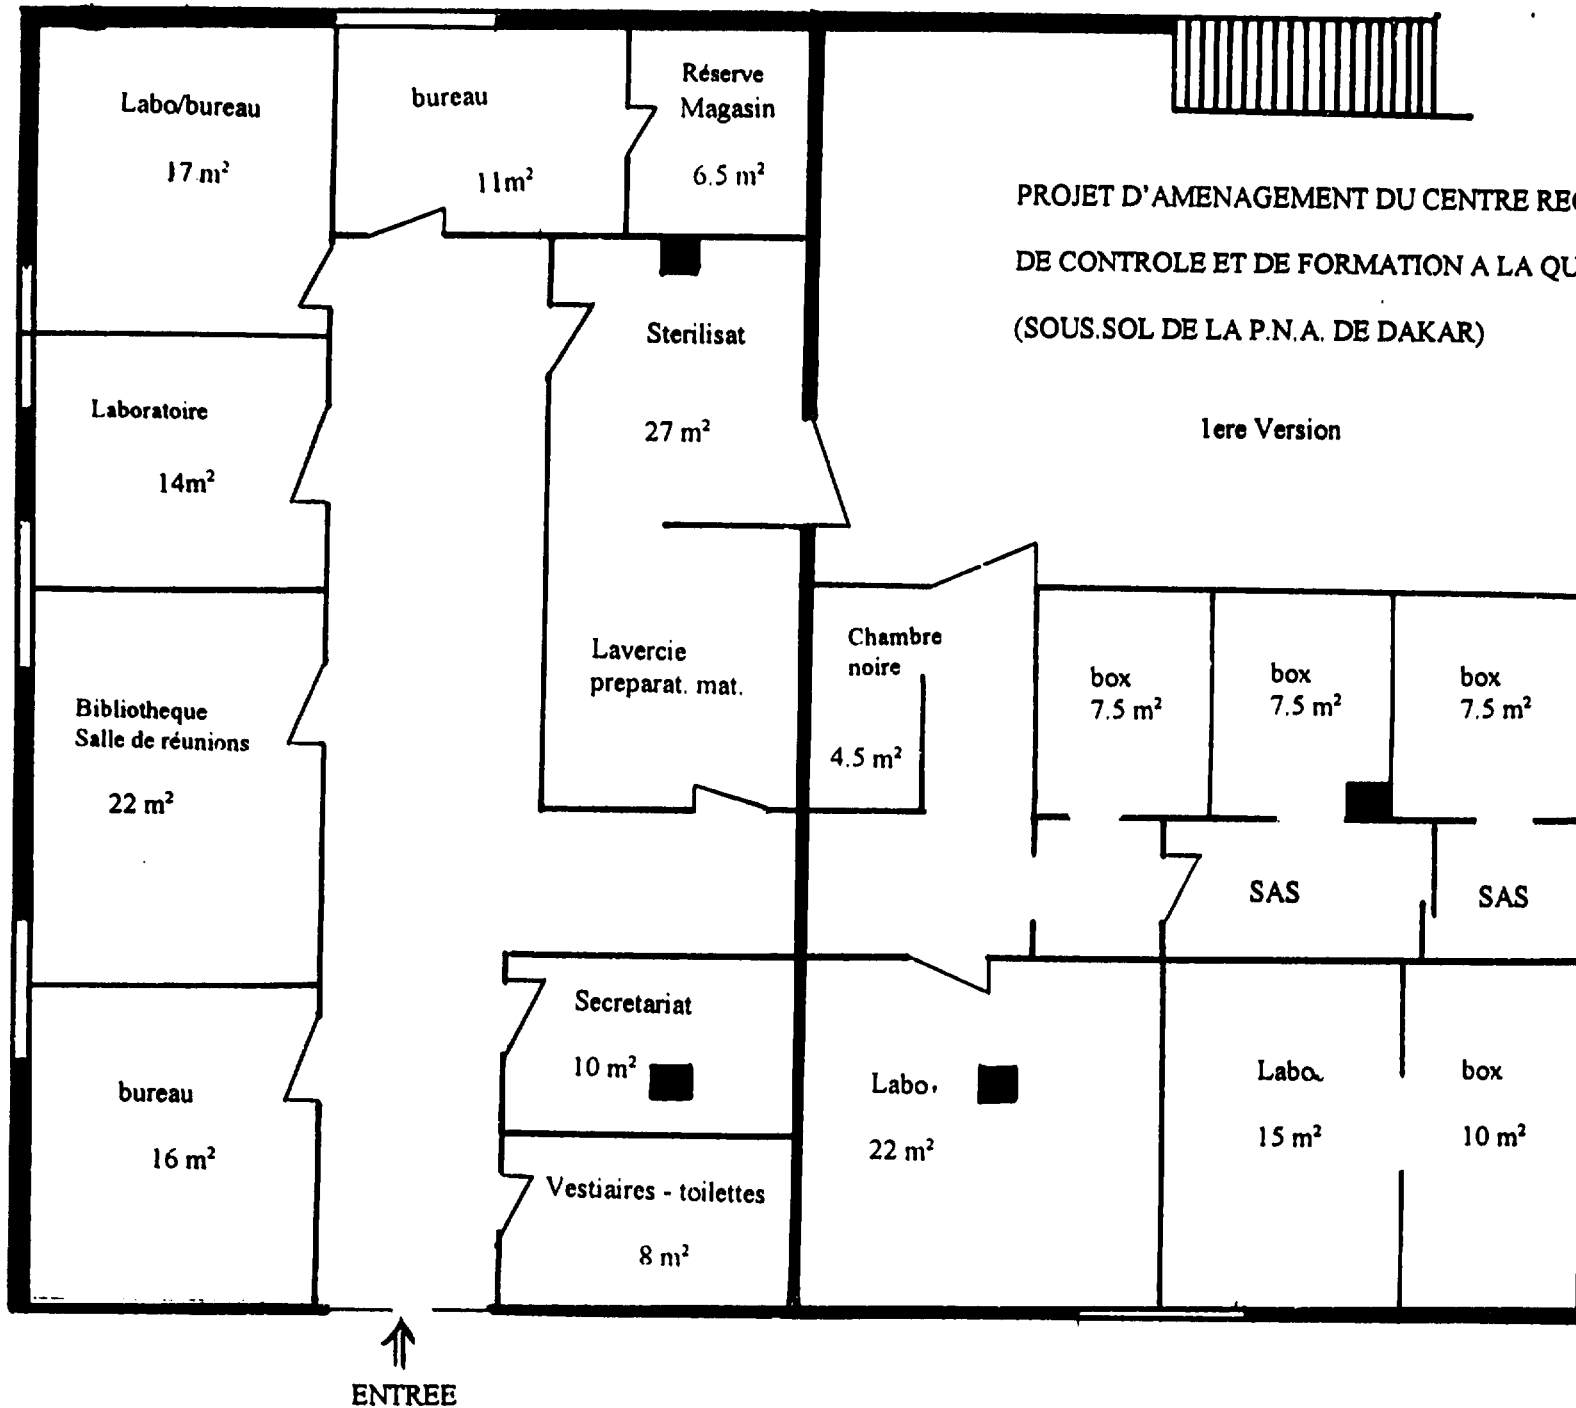 Labo/bureau
17 m²
bureau
11m²
Réserve
Magasin
6.5 m²
PROJET D'AMENAGEMENT DU CENTRE REG
DE CONTROLE ET DE FORMATION A LA QU
(SOUS.SOL DE LA P.N.A. DE DAKAR)
1ere Version
Sterilisat
27 m²
Laboratoire
14m²
Lavercie
preparat. mat.
Chambre
noire
4.5 m²
box
7.5 m²
box
7.5 m²
box
7.5 m²
Bibliotheque
Salle de réunions
22 m²
SAS
SAS
Secretariat
10 m²
bureau
16 m²
Labo.
22 m²
Labo.
15 m²
box
10 m²
Vestiaires - toilettes
8 m²
ENTREE